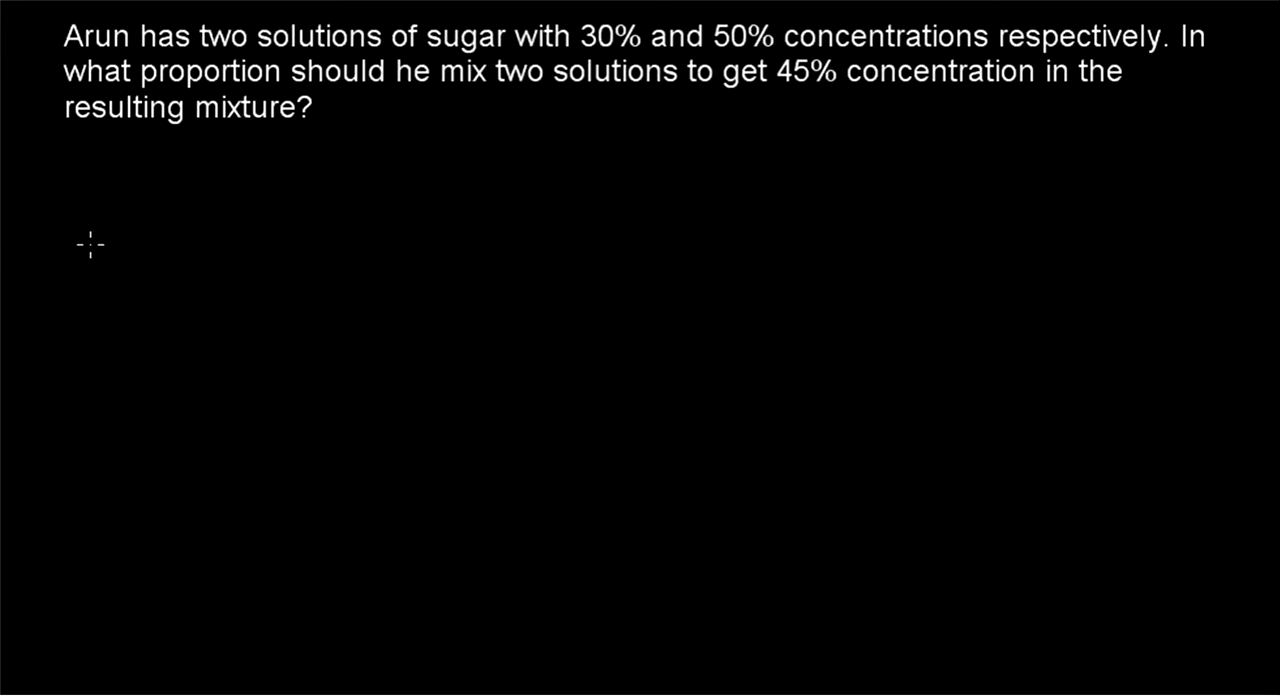 Arun has two solutions of sugar with 30% and 50% concentrations respectively. In
what proportion should he mix two solutions to get 45% concentration in the
resulting mixture?